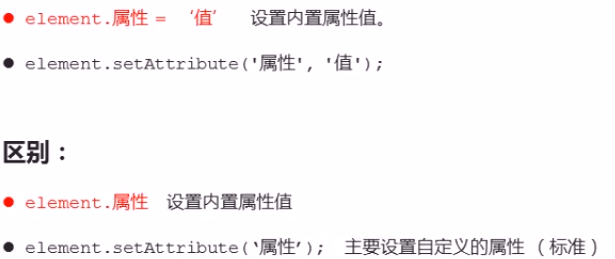 ● element.属性 = ‘值’ 设置内置属性值。
● element.setAttribute('属性', '值');
区别：
● element.属性 设置内置属性值
● element.setAttribute(‘属性’); 主要设置自定义的属性 （标准）